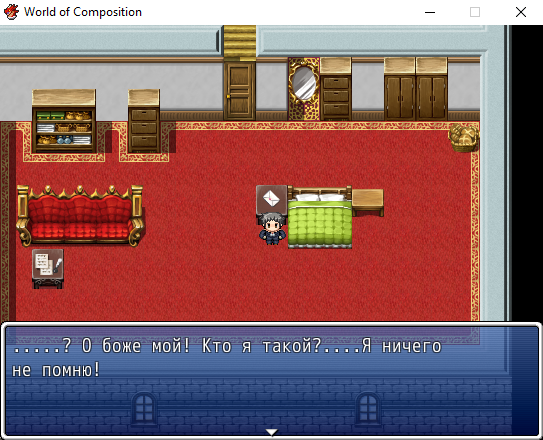 World of Composition
.....? О боже мой! Кто я такой?....Я ничего
не помню!